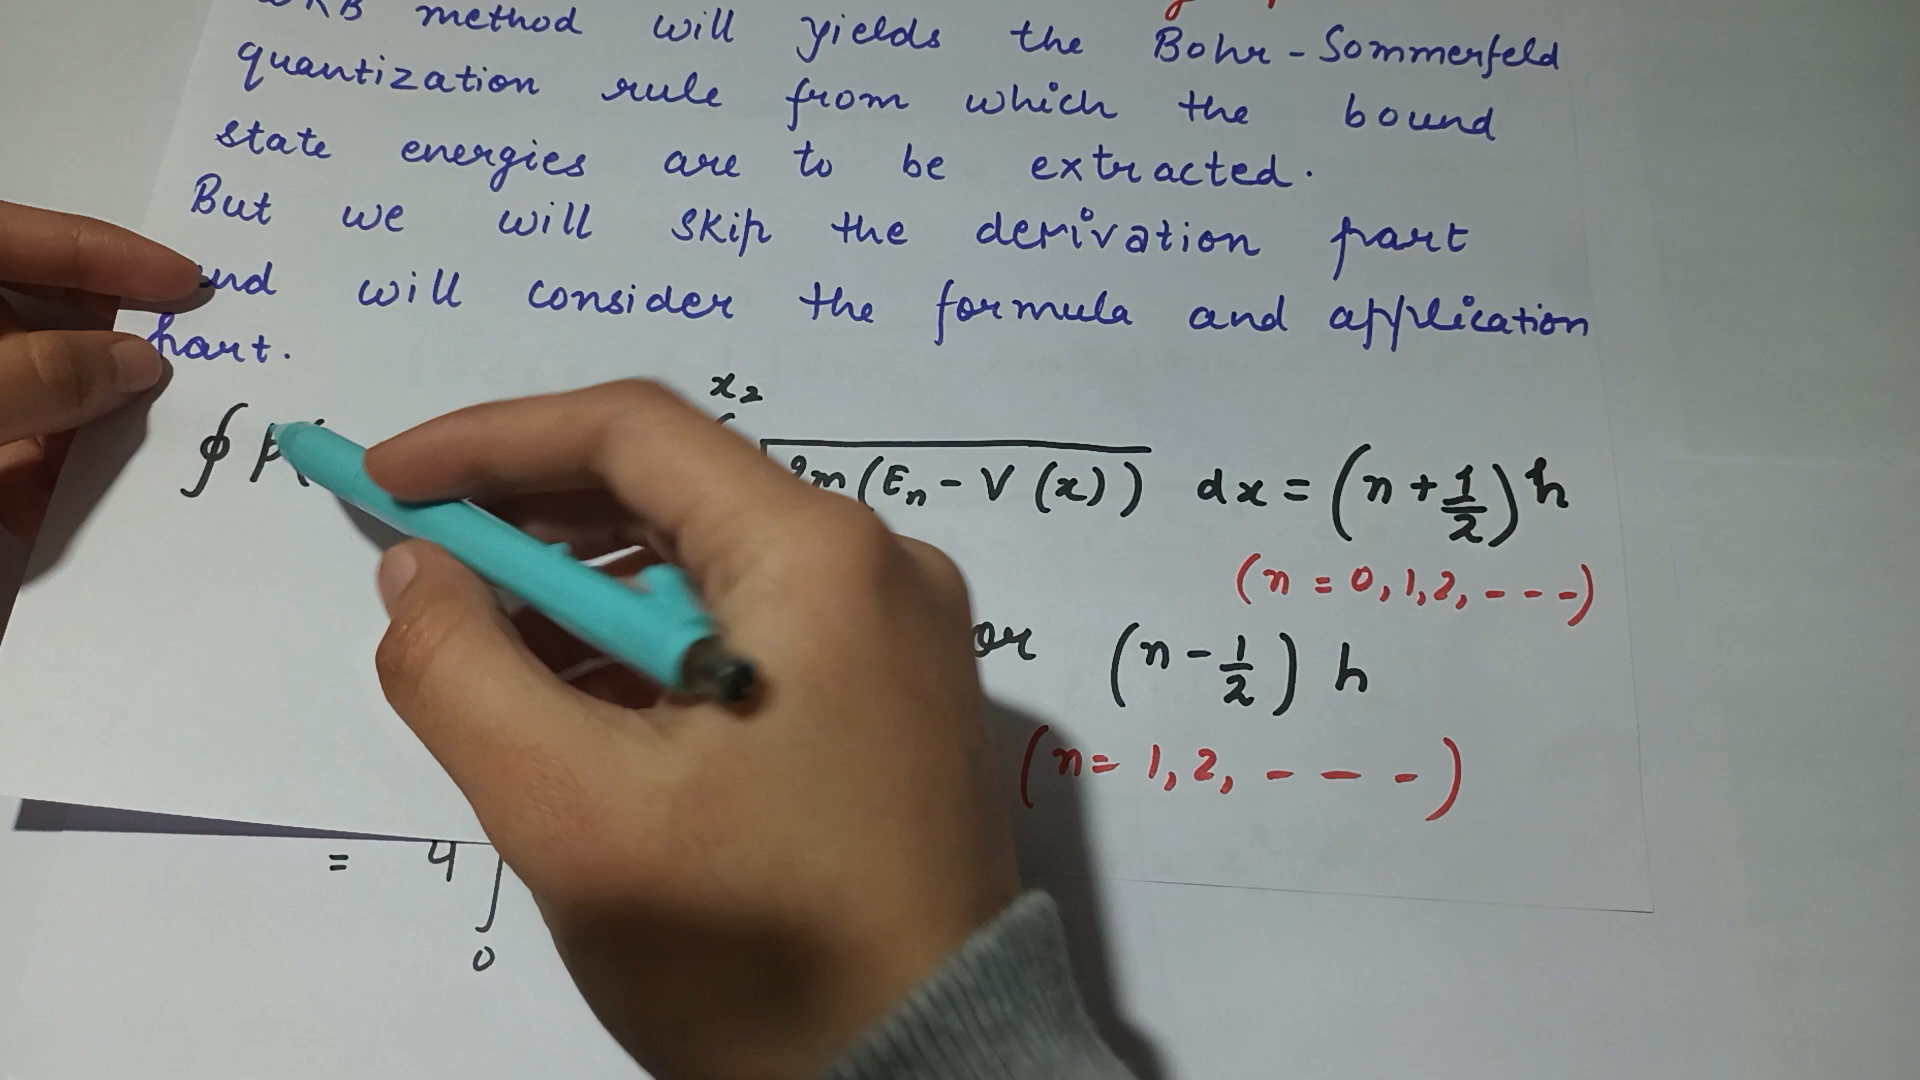 method will yields the Bohr-Sommerfeld
quantization rule from which the bound
state energies are to be extracted.
But we will skip the derivation part
will consider the formula and application
part.
x₂
∮ p( √2m(Eₙ - V(x)) dx = (n + 1/2) h
(n = 0, 1, 2, - - -)
or (n - 1/2) h
(n = 1, 2, - - -)
= 4 ∫
0